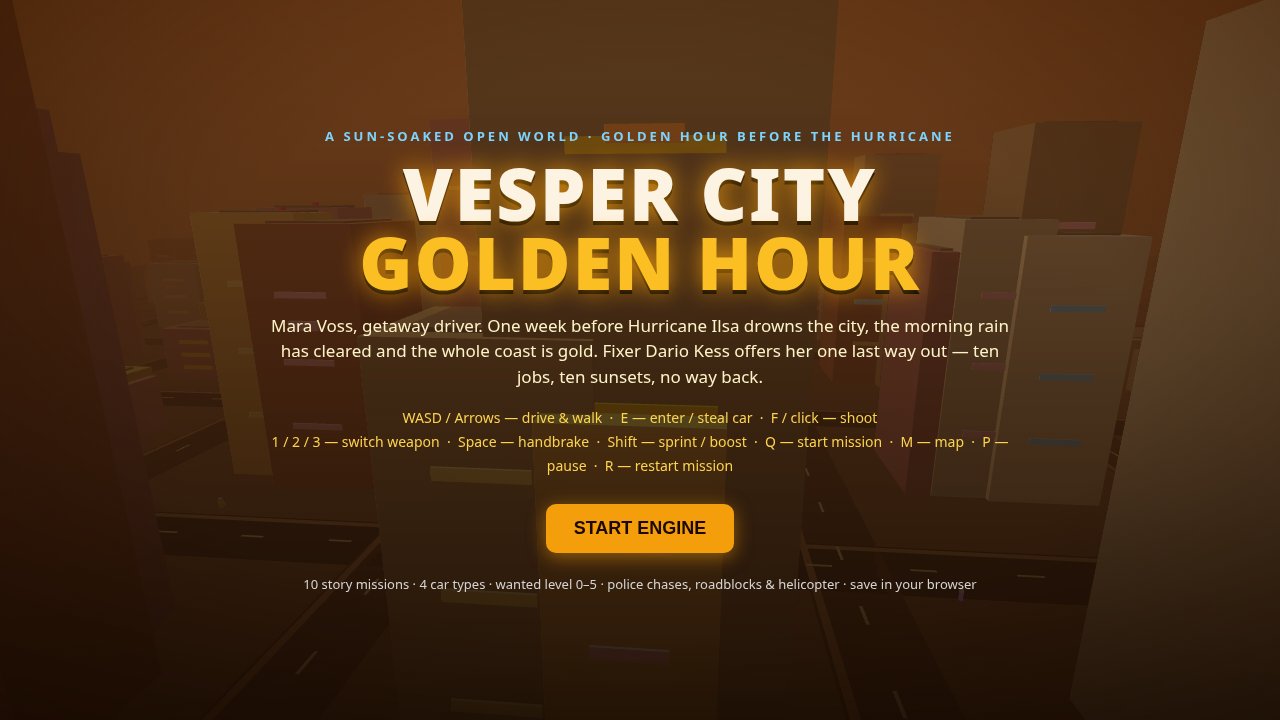 A SUN-SOAKED OPEN WORLD · GOLDEN HOUR BEFORE THE HURRICANE
VESPER CITY
GOLDEN HOUR
Mara Voss, getaway driver. One week before Hurricane Ilsa drowns the city, the morning rain
has cleared and the whole coast is gold. Fixer Dario Kess offers her one last way out — ten
jobs, ten sunsets, no way back.
WASD / Arrows — drive & walk · E — enter / steal car · F / click — shoot
1 / 2 / 3 — switch weapon · Space — handbrake · Shift — sprint / boost · Q — start mission · M — map · P —
pause · R — restart mission
START ENGINE
10 story missions · 4 car types · wanted level 0–5 · police chases, roadblocks & helicopter · save in your browser